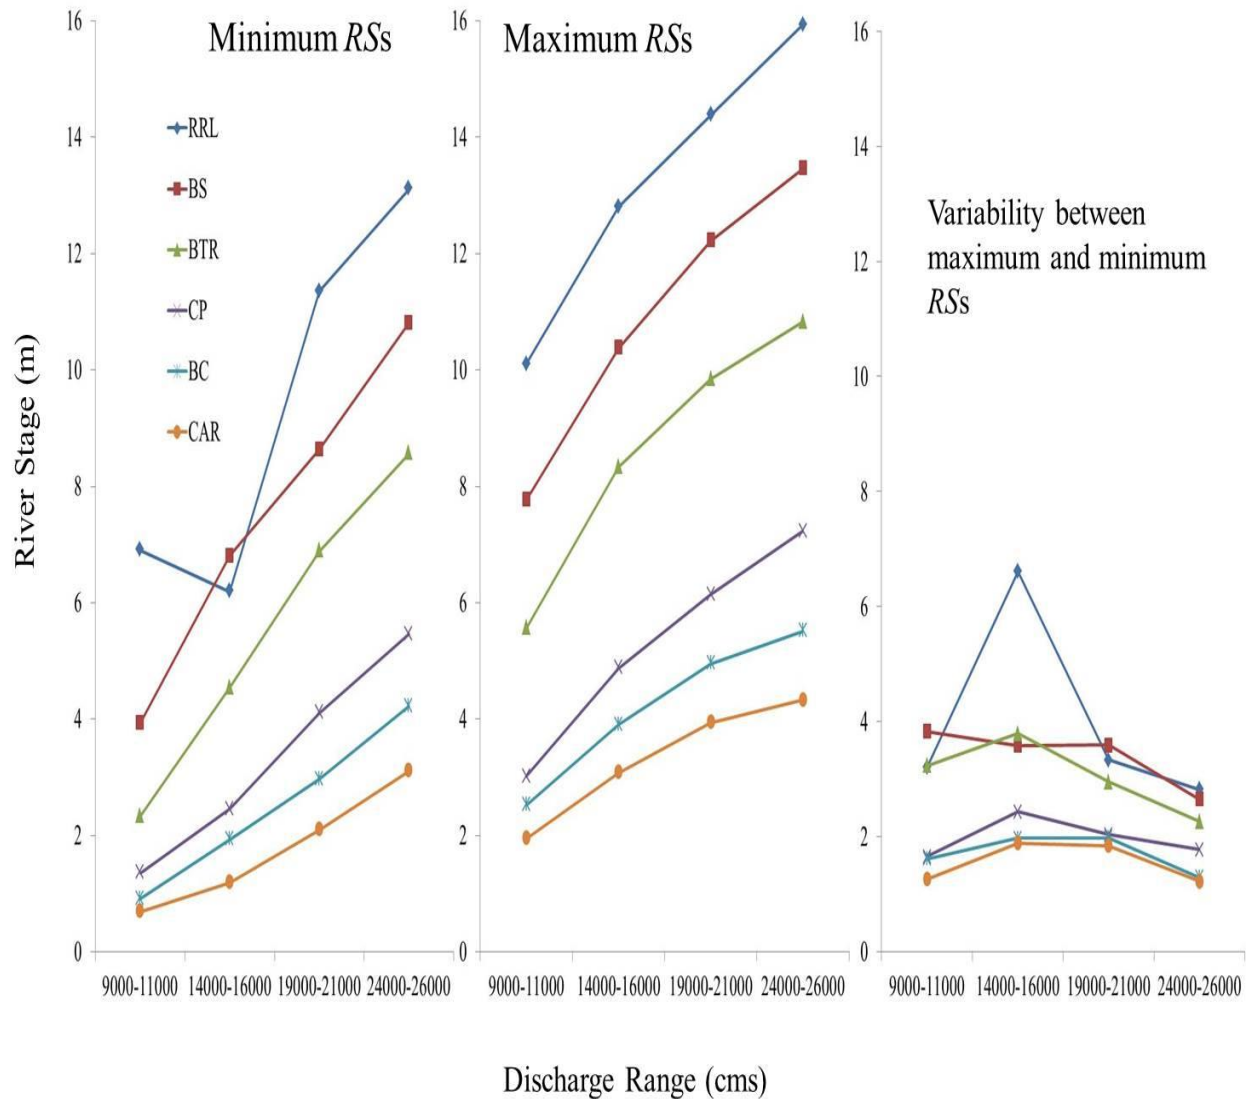 Minimum RSs
Maximum RSs
Variability between
maximum and minimum
RSs
RRL
BS
BTR
CP
BC
CAR
River Stage (m)
16
14
12
10
8
6
4
2
0
16
14
12
10
8
6
4
2
0
16
14
12
10
8
6
4
2
0
9000-11000 14000-16000 19000-21000 24000-26000
9000-11000 14000-16000 19000-21000 24000-26000
9000-11000 14000-16000 19000-21000 24000-26000
Discharge Range (cms)